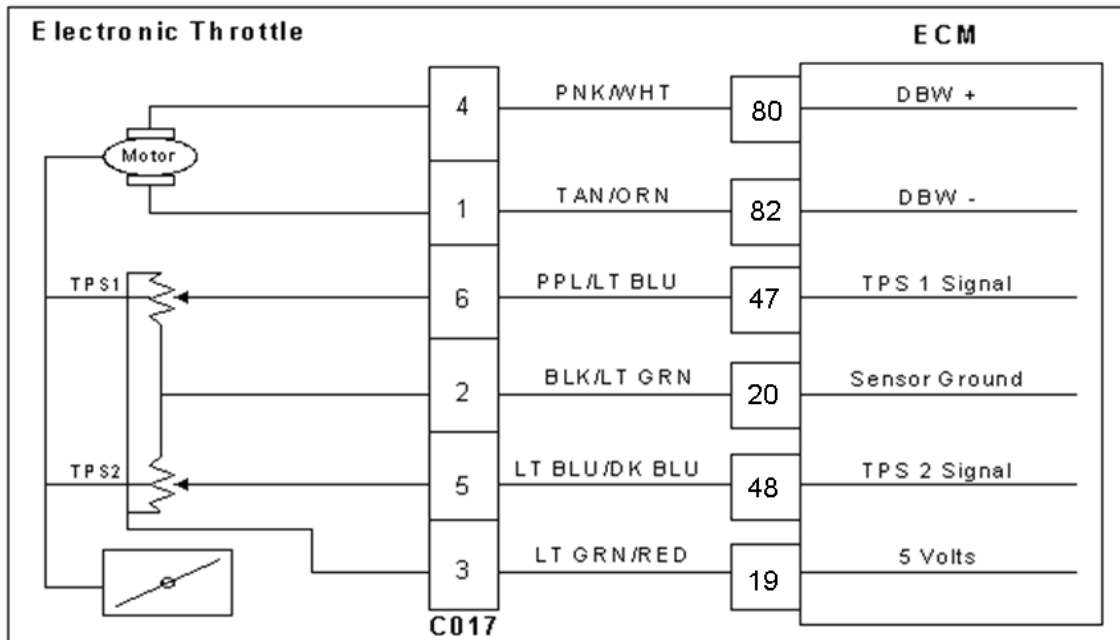 Electronic Throttle
ECM
4
PNK/WHT
80
DBW +
Motor
1
TAN/ORN
82
DBW -
TPS1
6
PPL/LT BLU
47
TPS 1 Signal
2
BLK/LT GRN
20
Sensor Ground
TPS2
5
LT BLU/DK BLU
48
TPS 2 Signal
3
LT GRN/RED
19
5 Volts
C017